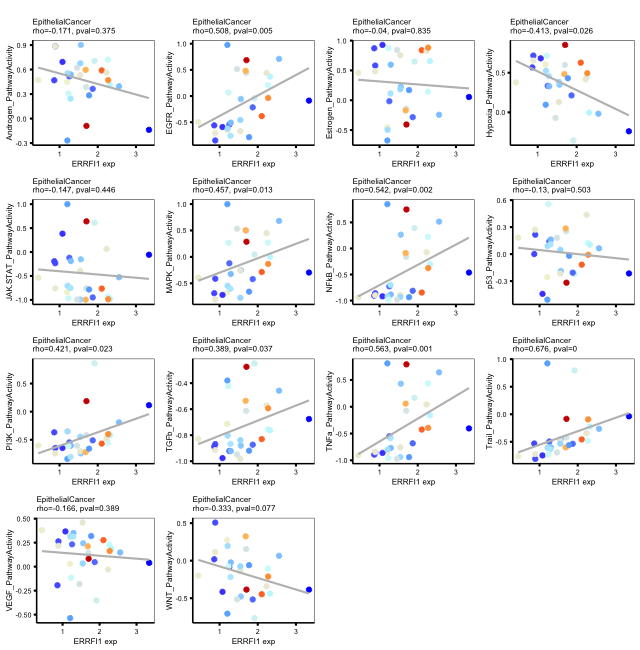 EpithelialCancer
rho=-0.171, pval=0.375
Androgen_PathwayActivity
0.9
0.6
0.3
0.0
-0.3
1
2
3
ERRFI1 exp
EpithelialCancer
rho=0.508, pval=0.005
EGFR_PathwayActivity
1.0
0.5
0.0
-0.5
1
2
3
ERRFI1 exp
EpithelialCancer
rho=-0.04, pval=0.835
Estrogen_PathwayActivity
1.0
0.5
0.0
-0.5
1
2
3
ERRFI1 exp
EpithelialCancer
rho=-0.413, pval=0.026
Hypoxia_PathwayActivity
0.5
0.0
1
2
3
ERRFI1 exp
EpithelialCancer
rho=-0.147, pval=0.446
JAK-STAT_PathwayActivity
1.0
0.5
0.0
-0.5
-1.0
1
2
3
ERRFI1 exp
EpithelialCancer
rho=0.457, pval=0.013
MAPK_PathwayActivity
1.0
0.5
0.0
-0.5
1
2
3
ERRFI1 exp
EpithelialCancer
rho=0.542, pval=0.002
NFkB_PathwayActivity
0.5
0.0
-0.5
-1.0
1
2
3
ERRFI1 exp
EpithelialCancer
rho=-0.13, pval=0.503
p53_PathwayActivity
0.6
0.3
0.0
-0.3
1
2
3
ERRFI1 exp
EpithelialCancer
rho=0.421, pval=0.023
PI3K_PathwayActivity
0.5
0.0
-0.5
1
2
3
ERRFI1 exp
EpithelialCancer
rho=0.389, pval=0.037
TGFb_PathwayActivity
-0.4
-0.6
-0.8
-1.0
1
2
3
ERRFI1 exp
EpithelialCancer
rho=0.563, pval=0.001
TNFa_PathwayActivity
0.5
0.0
-0.5
-1.0
1
2
3
ERRFI1 exp
EpithelialCancer
rho=0.676, pval=0
Trail_PathwayActivity
1.0
0.5
0.0
-0.5
1
2
3
ERRFI1 exp
EpithelialCancer
rho=-0.166, pval=0.389
VEGF_PathwayActivity
0.50
0.25
0.00
-0.25
-0.50
1
2
3
ERRFI1 exp
EpithelialCancer
rho=-0.333, pval=0.077
WNT_PathwayActivity
0.5
0.0
-0.5
1
2
3
ERRFI1 exp